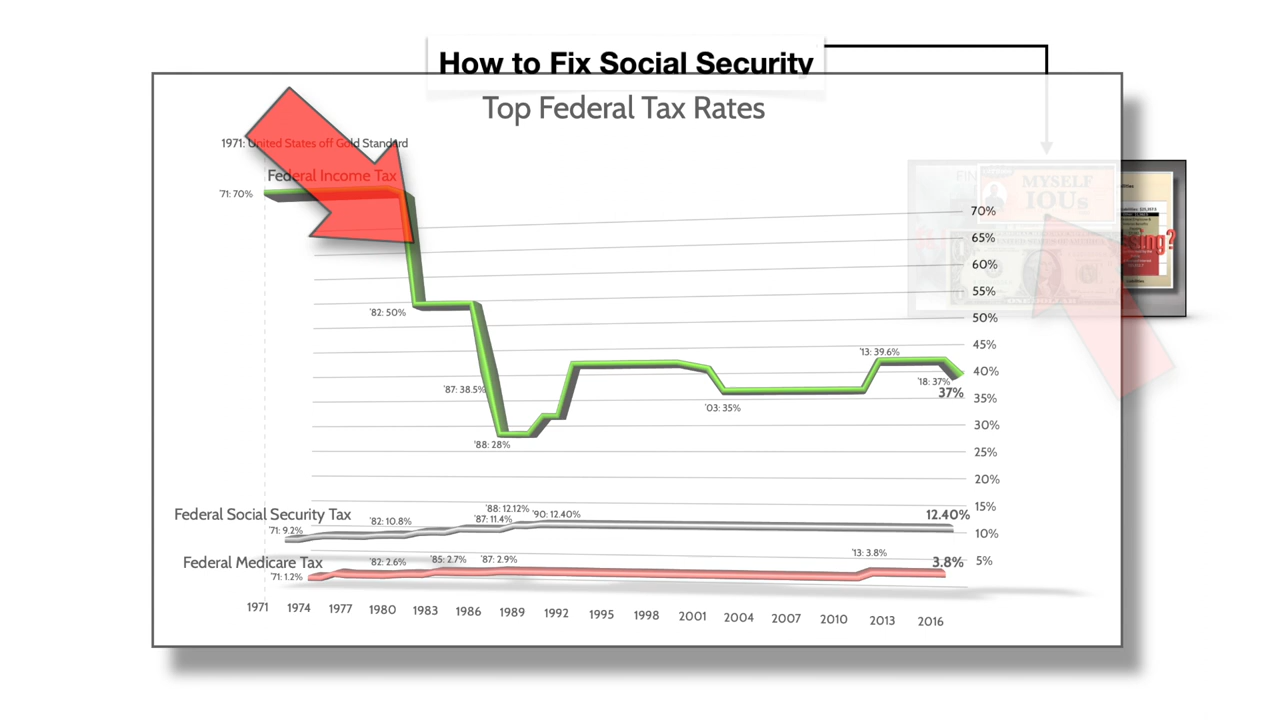 How to Fix Social Security
Top Federal Tax Rates
1971: United States off Gold Standard
Federal Income Tax
'71: 70%
FIN
MYSELF
IOUs
sing?
ONE DOLLAR
70%
65%
60%
55%
50%
45%
40%
35%
30%
25%
20%
15%
10%
5%
'82: 50%
'87: 38.5%
'88: 28%
'03: 35%
'13: 39.6%
'18: 37%
37%
Federal Social Security Tax
'71: 9.2%
'82: 10.8%
'87: 11.4%
'88: 12.12%
'90: 12.40%
12.40%
Federal Medicare Tax
'71: 1.2%
'82: 2.6%
'85: 2.7%
'87: 2.9%
'13: 3.8%
3.8%
1971 1974 1977 1980 1983 1986 1989 1992 1995 1998 2001 2004 2007 2010 2013 2016